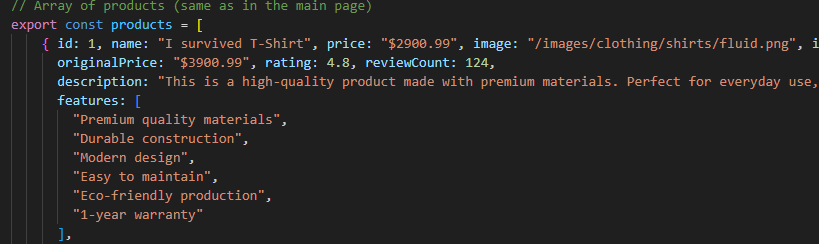 // Array of products (same as in the main page)
export const products = [
{ id: 1, name: "I survived T-Shirt", price: "$2900.99", image: "/images/clothing/shirts/fluid.png", i
originalPrice: "$3900.99", rating: 4.8, reviewCount: 124,
description: "This is a high-quality product made with premium materials. Perfect for everyday use,
features: [
"Premium quality materials",
"Durable construction",
"Modern design",
"Easy to maintain",
"Eco-friendly production",
"1-year warranty"
],